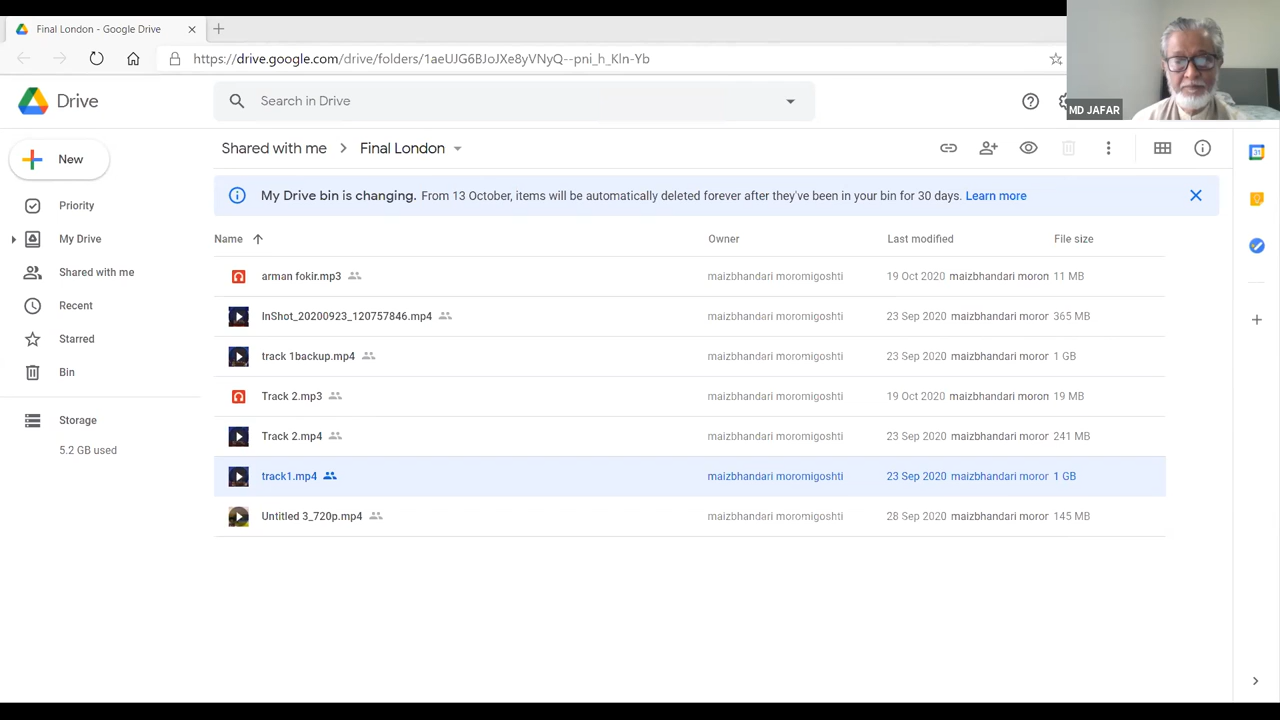 Final London - Google Drive
https://drive.google.com/drive/folders/1aeUJG6BJoJXe8yVNyQ--pni_h_Kln-Yb
MD JAFAR
Drive
Search in Drive
New
Shared with me > Final London
Priority
My Drive
Shared with me
Recent
Starred
Bin
Storage
5.2 GB used
My Drive bin is changing. From 13 October, items will be automatically deleted forever after they've been in your bin for 30 days. Learn more
Name Owner Last modified File size
arman fokir.mp3 maizbhandari moromigoshti 19 Oct 2020 maizbhandari moron 11 MB
InShot_20200923_120757846.mp4 maizbhandari moromigoshti 23 Sep 2020 maizbhandari moror 365 MB
track 1backup.mp4 maizbhandari moromigoshti 23 Sep 2020 maizbhandari moror 1 GB
Track 2.mp3 maizbhandari moromigoshti 19 Oct 2020 maizbhandari moron 19 MB
Track 2.mp4 maizbhandari moromigoshti 23 Sep 2020 maizbhandari moror 241 MB
track1.mp4 maizbhandari moromigoshti 23 Sep 2020 maizbhandari moror 1 GB
Untitled 3_720p.mp4 maizbhandari moromigoshti 28 Sep 2020 maizbhandari moror 145 MB
31